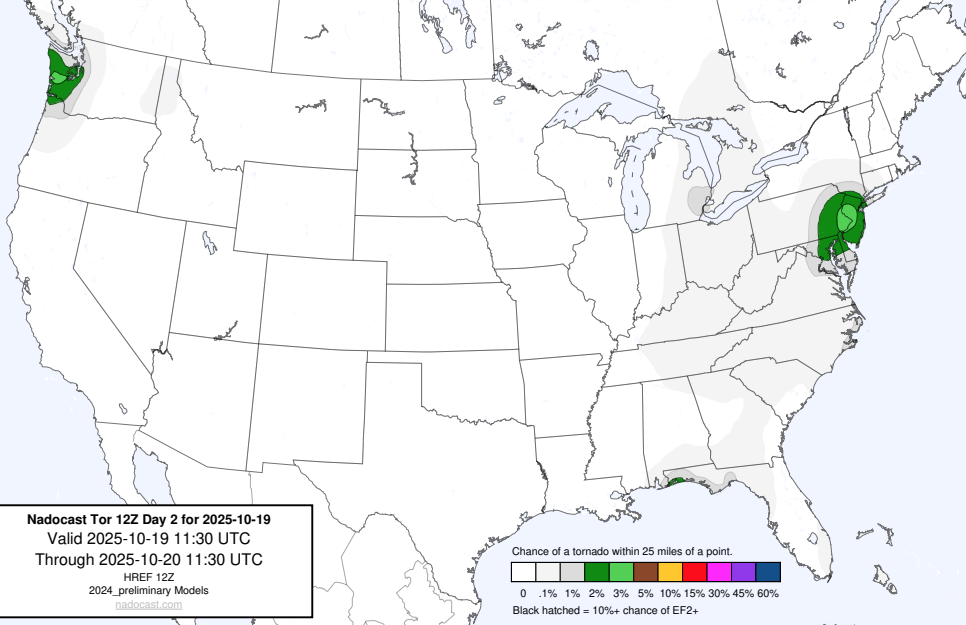 Nadocast Tor 12Z Day 2 for 2025-10-19
Valid 2025-10-19 11:30 UTC
Through 2025-10-20 11:30 UTC
HREF 12Z
2024_preliminary Models
nadocast.com
Chance of a tornado within 25 miles of a point.
0 .1% 1% 2% 3% 5% 10% 15% 30% 45% 60%
Black hatched = 10%+ chance of EF2+